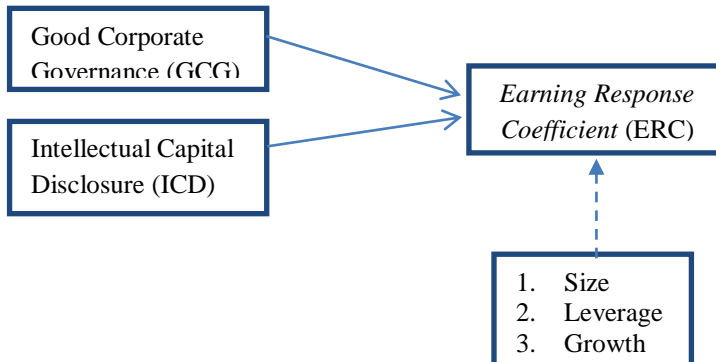 Good Corporate
Governance (GCG)
Earning Response
Coefficient (ERC)
Intellectual Capital
Disclosure (ICD)
1. Size
2. Leverage
3. Growth